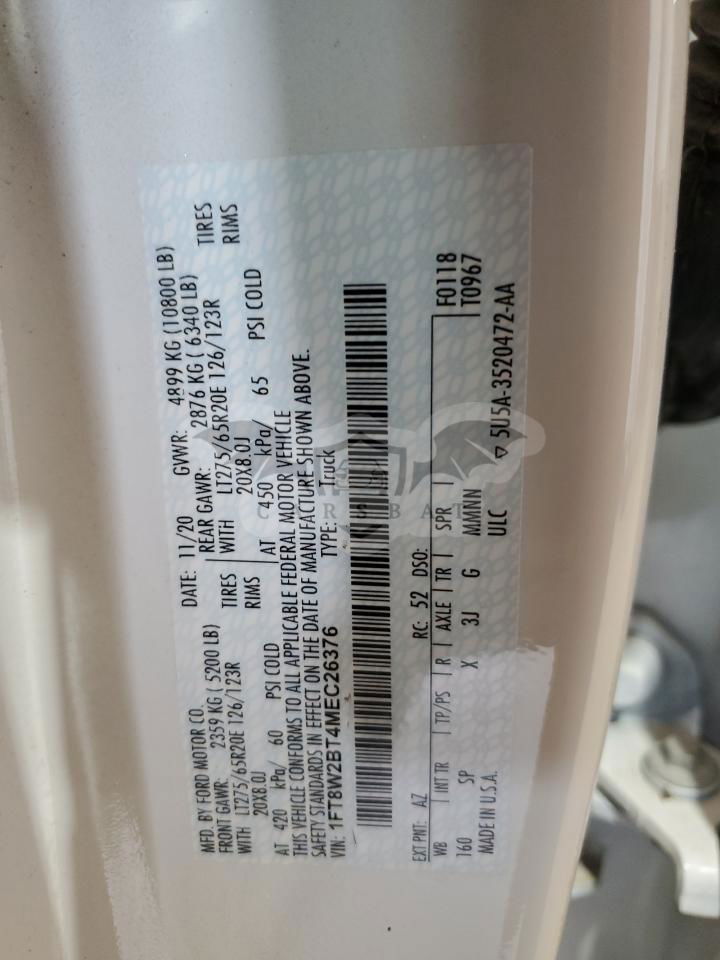 MFD. BY FORD MOTOR CO.
DATE: 11/20 GVWR: 4899 KG (10800 LB)
FRONT GAWR: 2359 KG ( 5200 LB) REAR GAWR: 2876 KG ( 6340 LB)
WITH LT275/65R20E 126/123R TIRES WITH LT275/65R20E 126/123R TIRES
20X8.0J RIMS 20X8.0J RIMS
AT 420 kPa/ 60 PSI COLD AT 450 kPa/ 65 PSI COLD
THIS VEHICLE CONFORMS TO ALL APPLICABLE FEDERAL MOTOR VEHICLE
SAFETY STANDARDS IN EFFECT ON THE DATE OF MANUFACTURE SHOWN ABOVE.
VIN: 1FT8W2BT4MEC26376 TYPE: Truck
CARSBAT
EXT PNT: AZ RC: 52 DSO: F0118
WB INT TR TP/PS R AXLE TR SPR T0967
160 SP X 3J G MMNNN
MADE IN U.S.A. ULC ▽ 5U5A-3520472-AA